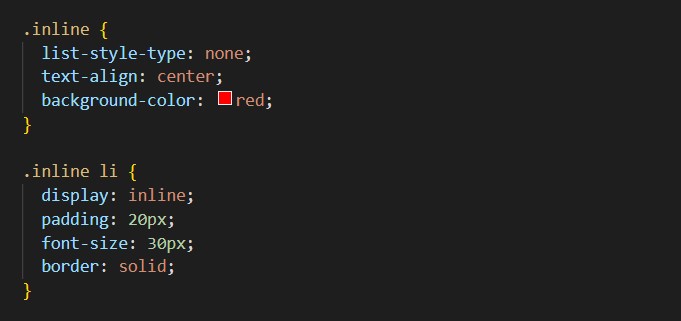 .inline {
  list-style-type: none;
  text-align: center;
  background-color: red;
}

.inline li {
  display: inline;
  padding: 20px;
  font-size: 30px;
  border: solid;
}